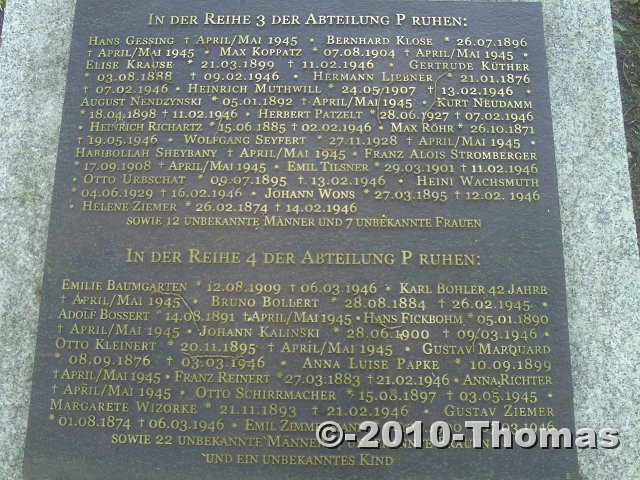 In der Reihe 3 der Abteilung P ruhen:
Hans Gessing † April/Mai 1945 • Bernhard Klose * 26.07.1896
† April/Mai 1945 • Max Koppatz * 07.08.1904 † April/Mai 1945 •
Elise Krause * 21.03.1899 † 11.02.1946 • Gertrude Küther
* 03.08.1888 † 09.02.1946 • Hermann Liebner * 21.01.1876
† 07.02.1946 • Heinrich Muthwill * 24.05.1907 † 13.02.1946 •
August Nendzynski * 05.01.1892 † April/Mai 1945 • Kurt Neudamm
* 18.04.1898 † 11.02.1946 • Herbert Patzelt * 28.06.1927 † 07.02.1946
• Heinrich Richartz * 15.06.1885 † 02.02.1946 • Max Röhr * 26.10.1871
† 19.05.1946 • Wolfgang Seyfert * 27.11.1928 † April/Mai 1945 •
Habibollah Sheybany † April/Mai 1945 • Franz Alois Stromberger
* 17.09.1908 † April/Mai 1945 • Emil Tilsner * 29.03.1901 † 11.02.1946
• Otto Urbschat * 09.07.1895 † 13.02.1946 • Heini Wachsmuth
* 04.06.1929 † 16.02.1946 • Johann Wons * 27.03.1895 † 12.02. 1946
• Helene Ziemer * 26.02.1874 † 14.02.1946
sowie 12 unbekannte Männer und 7 unbekannte Frauen
In der Reihe 4 der Abteilung P ruhen:
Emilie Baumgarten * 12.08.1909 † 06.03.1946 • Karl Bohler 42 Jahre
† April/Mai 1945 • Bruno Bollert * 28.08.1884 † 26.02.1945 •
Adolf Bossert * 14.08.1891 † April/Mai 1945 • Hans Fickbohm * 05.01.1890
† April/Mai 1945 • Johann Kalinski * 28.06.1900 † 09.03.1946 •
Otto Kleinert * 20.11.1895 † April/Mai 1945 • Gustav Marquard
* 08.09.1876 † 03.03.1946 • Anna Luise Papke * 10.09.1899
† April/Mai 1945 • Franz Reinert * 27.03.1883 † 21.02.1946 • Anna Richter
† April/Mai 1945 • Otto Schirrmacher * 15.08.1897 † 03.05.1945 •
Margarete Wizorke * 21.11.1893 † 21.02.1946 • Gustav Ziemer
* 01.08.1874 † 06.03.1946 • Emil
sowie 22 unbekannte Männer
und ein unbekanntes Kind
©-2010-Thomas